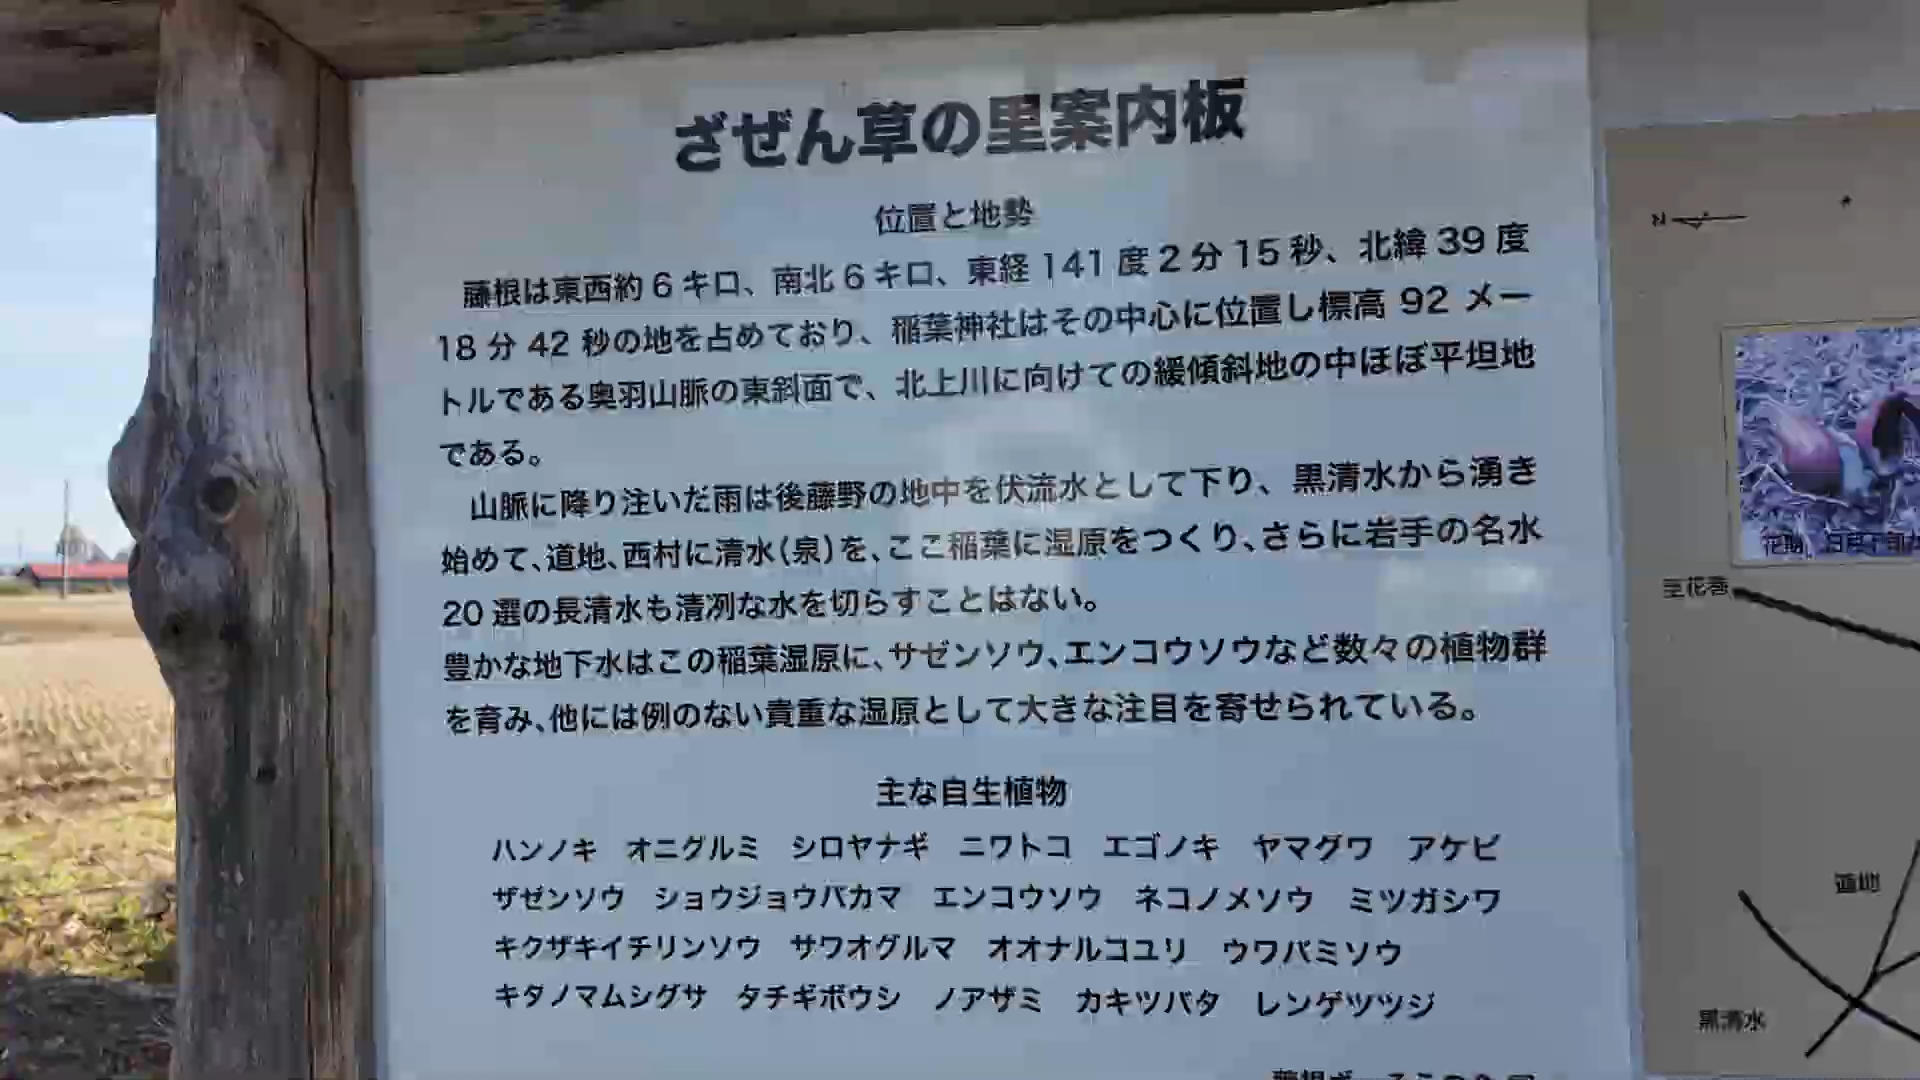 ざぜん草の里案内板
位置と地勢
藤根は東西約6キロ、南北6キロ、東経141度2分15秒、北緯39度
18分42秒の地を占めており、稲葉神社はその中心に位置し標高92メー
トルである奥羽山脈の東斜面で、北上川に向けての緩傾斜地の中ほぼ平坦地
である。
山脈に降り注いだ雨は後藤野の地中を伏流水として下り、黒清水から湧き
始めて、道地、西村に清水(泉)を、ここ稲葉に湿原をつくり、さらに岩手の名水
20選の長清水も清冽な水を切らすことはない。
豊かな地下水はこの稲葉湿原に、サゼンソウ、エンコウソウなど数々の植物群
を育み、他には例のない貴重な湿原として大きな注目を寄せられている。
主な自生植物
ハンノキ オニグルミ シロヤナギ ニワトコ エゴノキ ヤマグワ アケビ
ザゼンソウ ショウジョウバカマ エンコウソウ ネコノメソウ ミツガシワ
キクザキイチリンソウ サワオグルマ オオナルコユリ ウワバミソウ
キタノマムシグサ タチギボウシ ノアザミ カキツバタ レンゲツツジ
N
至花巻
道地
黒清水